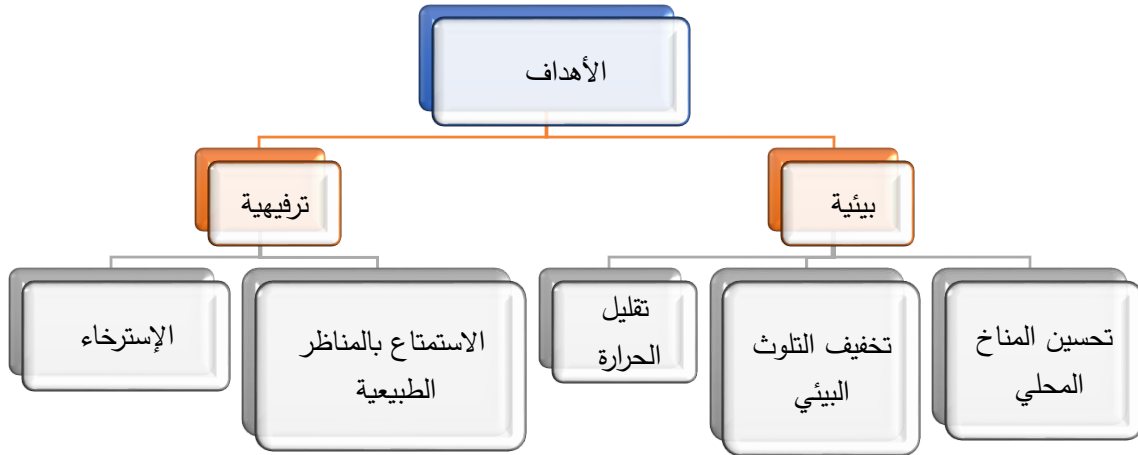 الأهداف
بيئية
ترفيهية
تحسين المناخ
المحلي
تخفيف التلوث
البيئي
تقليل
الحرارة
الاستمتاع بالمناظر
الطبيعية
الإسترخاء